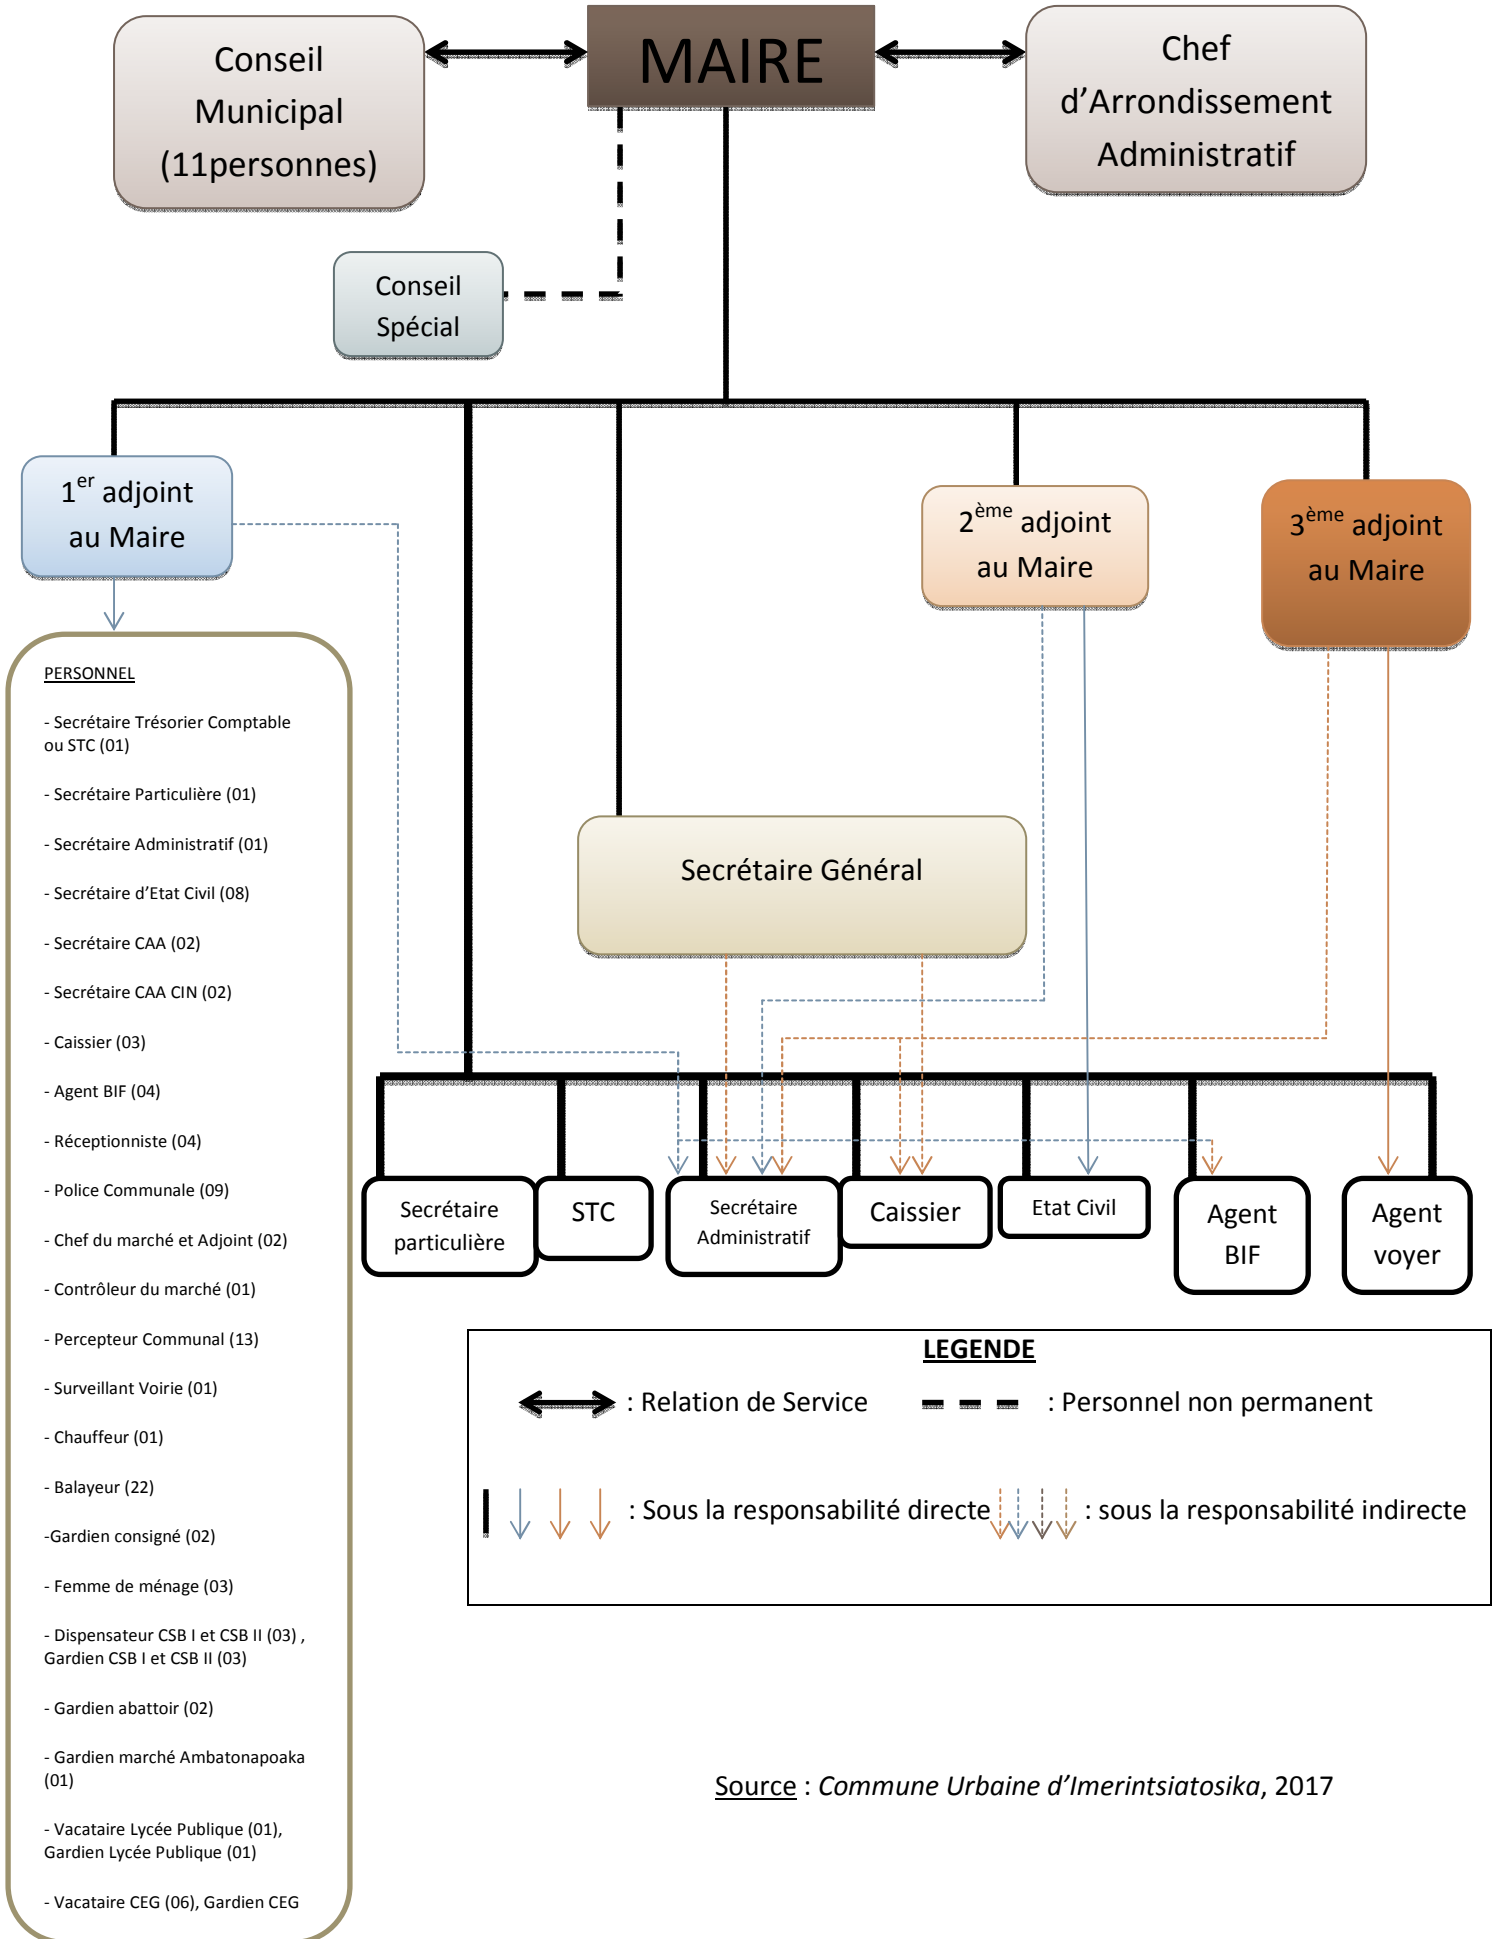 Conseil
Municipal
(11personnes)
MAIRE
Chef
d'Arrondissement
Administratif
Conseil
Spécial
1er adjoint
au Maire
2ème adjoint
au Maire
3ème adjoint
au Maire
PERSONNEL
- Secrétaire Trésorier Comptable
ou STC (01)
- Secrétaire Particulière (01)
- Secrétaire Administratif (01)
- Secrétaire d'Etat Civil (08)
- Secrétaire CAA (02)
- Secrétaire CAA CIN (02)
- Caissier (03)
- Agent BIF (04)
- Réceptionniste (04)
- Police Communale (09)
- Chef du marché et Adjoint (02)
- Contrôleur du marché (01)
- Percepteur Communal (13)
- Surveillant Voirie (01)
- Chauffeur (01)
- Balayeur (22)
-Gardien consigné (02)
- Femme de ménage (03)
- Dispensateur CSB I et CSB II (03) ,
Gardien CSB I et CSB II (03)
- Gardien abattoir (02)
- Gardien marché Ambatonapoaka
(01)
- Vacataire Lycée Publique (01),
Gardien Lycée Publique (01)
- Vacataire CEG (06), Gardien CEG
Secrétaire Général
Secrétaire
particulière
STC
Secrétaire
Administratif
Caissier
Etat Civil
Agent
BIF
Agent
voyer
LEGENDE
: Relation de Service
: Personnel non permanent
: Sous la responsabilité directe
: sous la responsabilité indirecte
Source : Commune Urbaine d'Imerintsiatosika, 2017